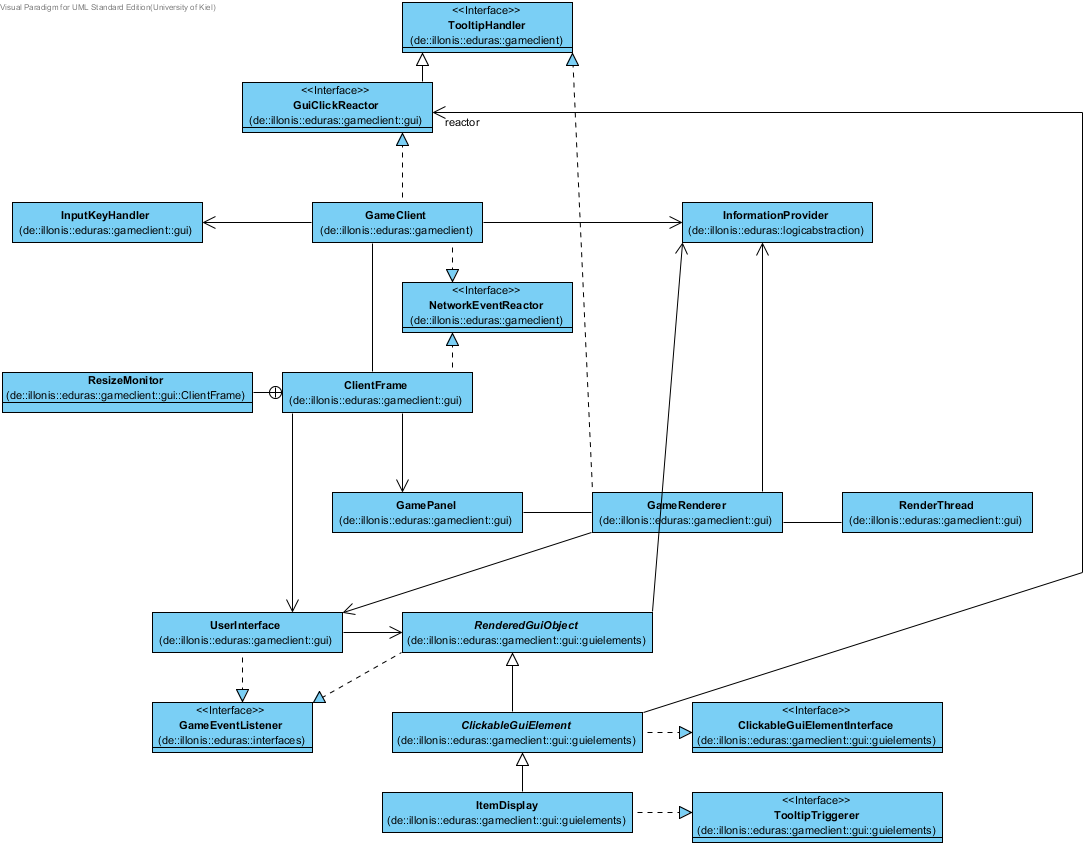 Visual Paradigm for UML Standard Edition(University of Kiel)
<<Interface>>
TooltipHandler
(de::illonis::eduras::gameclient)
<<Interface>>
GuiClickReactor
(de::illonis::eduras::gameclient::gui)
reactor
InputKeyHandler
(de::illonis::eduras::gameclient::gui)
GameClient
(de::illonis::eduras::gameclient)
InformationProvider
(de::illonis::eduras::logicabstraction)
<<Interface>>
NetworkEventReactor
(de::illonis::eduras::gameclient)
ResizeMonitor
(de::illonis::eduras::gameclient::gui::ClientFrame)
ClientFrame
(de::illonis::eduras::gameclient::gui)
GamePanel
(de::illonis::eduras::gameclient::gui)
GameRenderer
(de::illonis::eduras::gameclient::gui)
RenderThread
(de::illonis::eduras::gameclient::gui)
UserInterface
(de::illonis::eduras::gameclient::gui)
RenderedGuiObject
(de::illonis::eduras::gameclient::gui::guielements)
<<Interface>>
GameEventListener
(de::illonis::eduras::interfaces)
ClickableGuiElement
(de::illonis::eduras::gameclient::gui::guielements)
<<Interface>>
ClickableGuiElementInterface
(de::illonis::eduras::gameclient::gui::guielements)
ItemDisplay
(de::illonis::eduras::gameclient::gui::guielements)
<<Interface>>
TooltipTriggerer
(de::illonis::eduras::gameclient::gui::guielements)